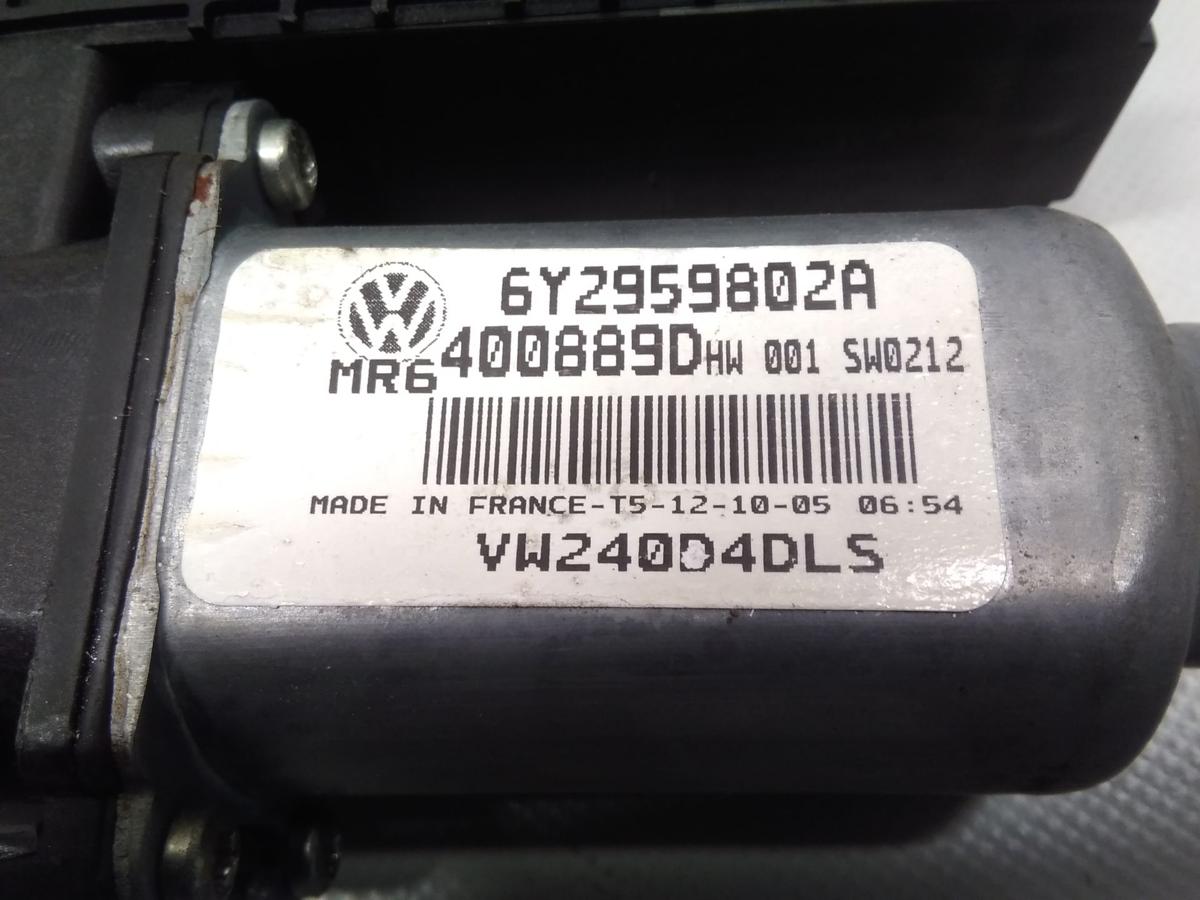 6Y2959802A
MR6 400889D HW 001 SW0212
MADE IN FRANCE-T5-12-10-05 06:54
VW240D4DLS